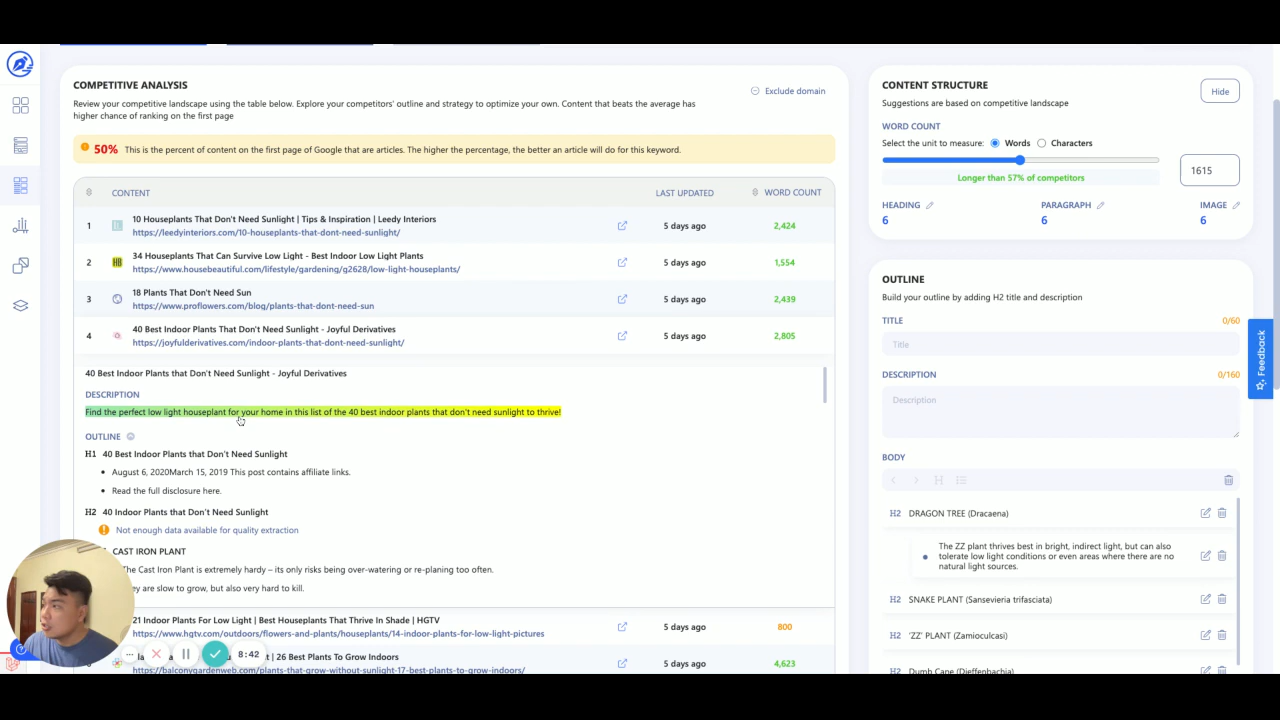 COMPETITIVE ANALYSIS
Review your competitive landscape using the table below. Explore your competitors' outline and strategy to optimize your own. Content that beats the average has
higher chance of ranking on the first page
Exclude domain
50% This is the percent of content on the first page of Google that are articles. The higher the percentage, the better an article will do for this keyword.
CONTENT LAST UPDATED WORD COUNT
1 10 Houseplants That Don't Need Sunlight | Tips & Inspiration | Leedy Interiors
https://leedyinteriors.com/10-houseplants-that-dont-need-sunlight/
5 days ago 2,424
2 34 Houseplants That Can Survive Low Light - Best Indoor Low Light Plants
https://www.housebeautiful.com/lifestyle/gardening/g2628/low-light-houseplants/
5 days ago 1,554
3 18 Plants That Don't Need Sun
https://www.proflowers.com/blog/plants-that-dont-need-sun
5 days ago 2,439
4 40 Best Indoor Plants That Don't Need Sunlight - Joyful Derivatives
https://joyfulderivatives.com/indoor-plants-that-dont-need-sunlight/
5 days ago 2,805
40 Best Indoor Plants that Don't Need Sunlight - Joyful Derivatives
DESCRIPTION
Find the perfect low light houseplant for your home in this list of the 40 best indoor plants that don't need sunlight to thrive!
OUTLINE
H1 40 Best Indoor Plants that Don't Need Sunlight
August 6, 2020March 15, 2019 This post contains affiliate links.
Read the full disclosure here.
H2 40 Indoor Plants that Don't Need Sunlight
Not enough data available for quality extraction
CAST IRON PLANT
The Cast Iron Plant is extremely hardy – its only risks being over-watering or re-planing too often.
ey are slow to grow, but also very hard to kill.
21 Indoor Plants For Low Light | Best Houseplants That Thrive In Shade | HGTV
https://www.hgtv.com/outdoors/flowers-and-plants/houseplants/14-indoor-plants-for-low-light-pictures
5 days ago 800
| 26 Best Plants To Grow Indoors
https://balconygardenweb.com/plants-that-grow-without-sunlight-17-best-plants-to-grow-indoors/
5 days ago 4,623
8:42
CONTENT STRUCTURE
Suggestions are based on competitive landscape
Hide
WORD COUNT
Select the unit to measure: Words Characters
1615
Longer than 57% of competitors
HEADING PARAGRAPH IMAGE
6 6 6
OUTLINE
Build your outline by adding H2 title and description
TITLE 0/60
Title
DESCRIPTION 0/160
Description
BODY
H
H2 DRAGON TREE (Dracaena)
The ZZ plant thrives best in bright, indirect light, but can also
tolerate low light conditions or even areas where there are no
natural light sources.
H2 SNAKE PLANT (Sansevieria trifasciata)
H2 'ZZ' PLANT (Zamioculcasi)
H2 Dumb Cane (Dieffenbachia)
Feedback